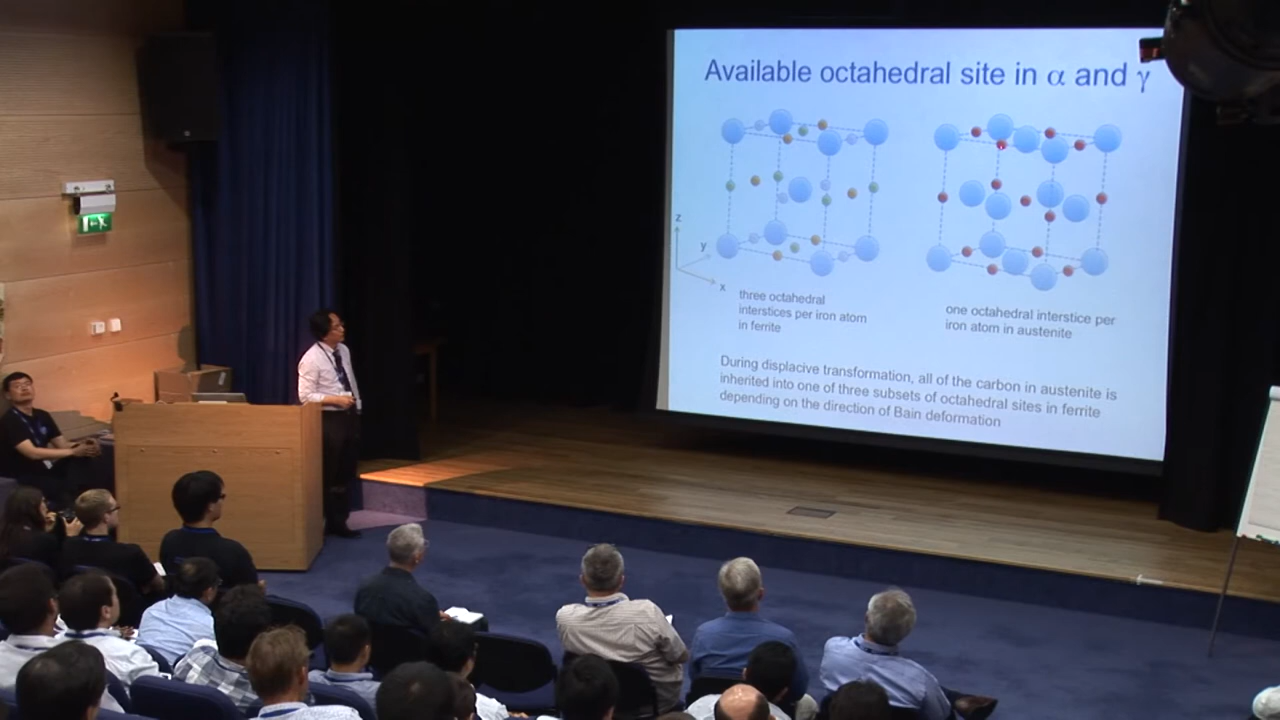 Available octahedral site in α and γ
z
y
x
three octahedral
interstices per iron atom
in ferrite
one octahedral interstice per
iron atom in austenite
During displacive transformation, all of the carbon in austenite is
inherited into one of three subsets of octahedral sites in ferrite
depending on the direction of Bain deformation